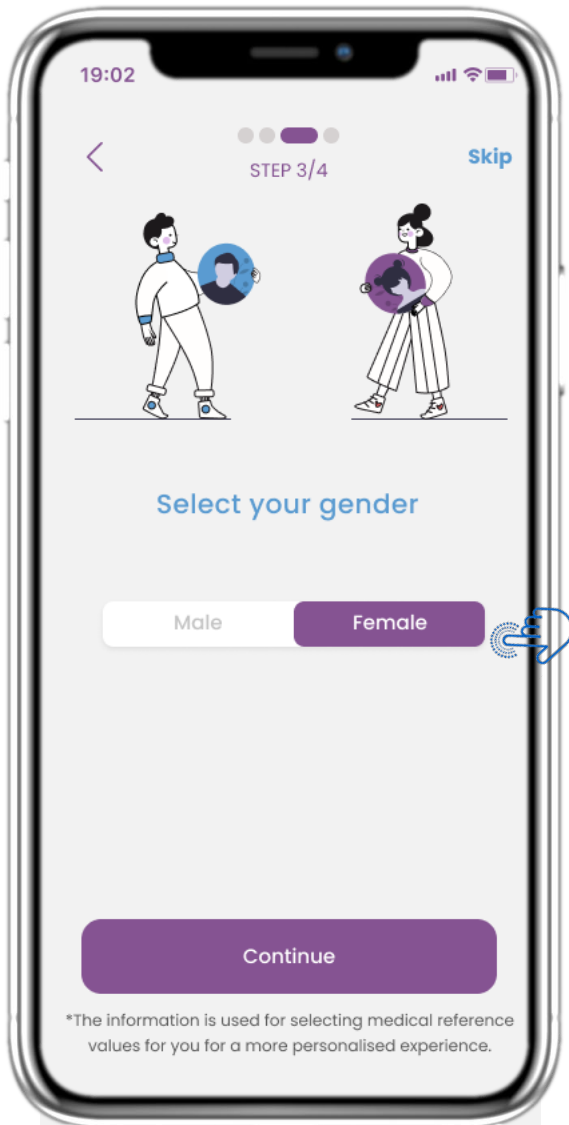 19:02
Skip
STEP 3/4
Select your gender
Male Female
Continue
*The information is used for selecting medical reference
values for you for a more personalised experience.